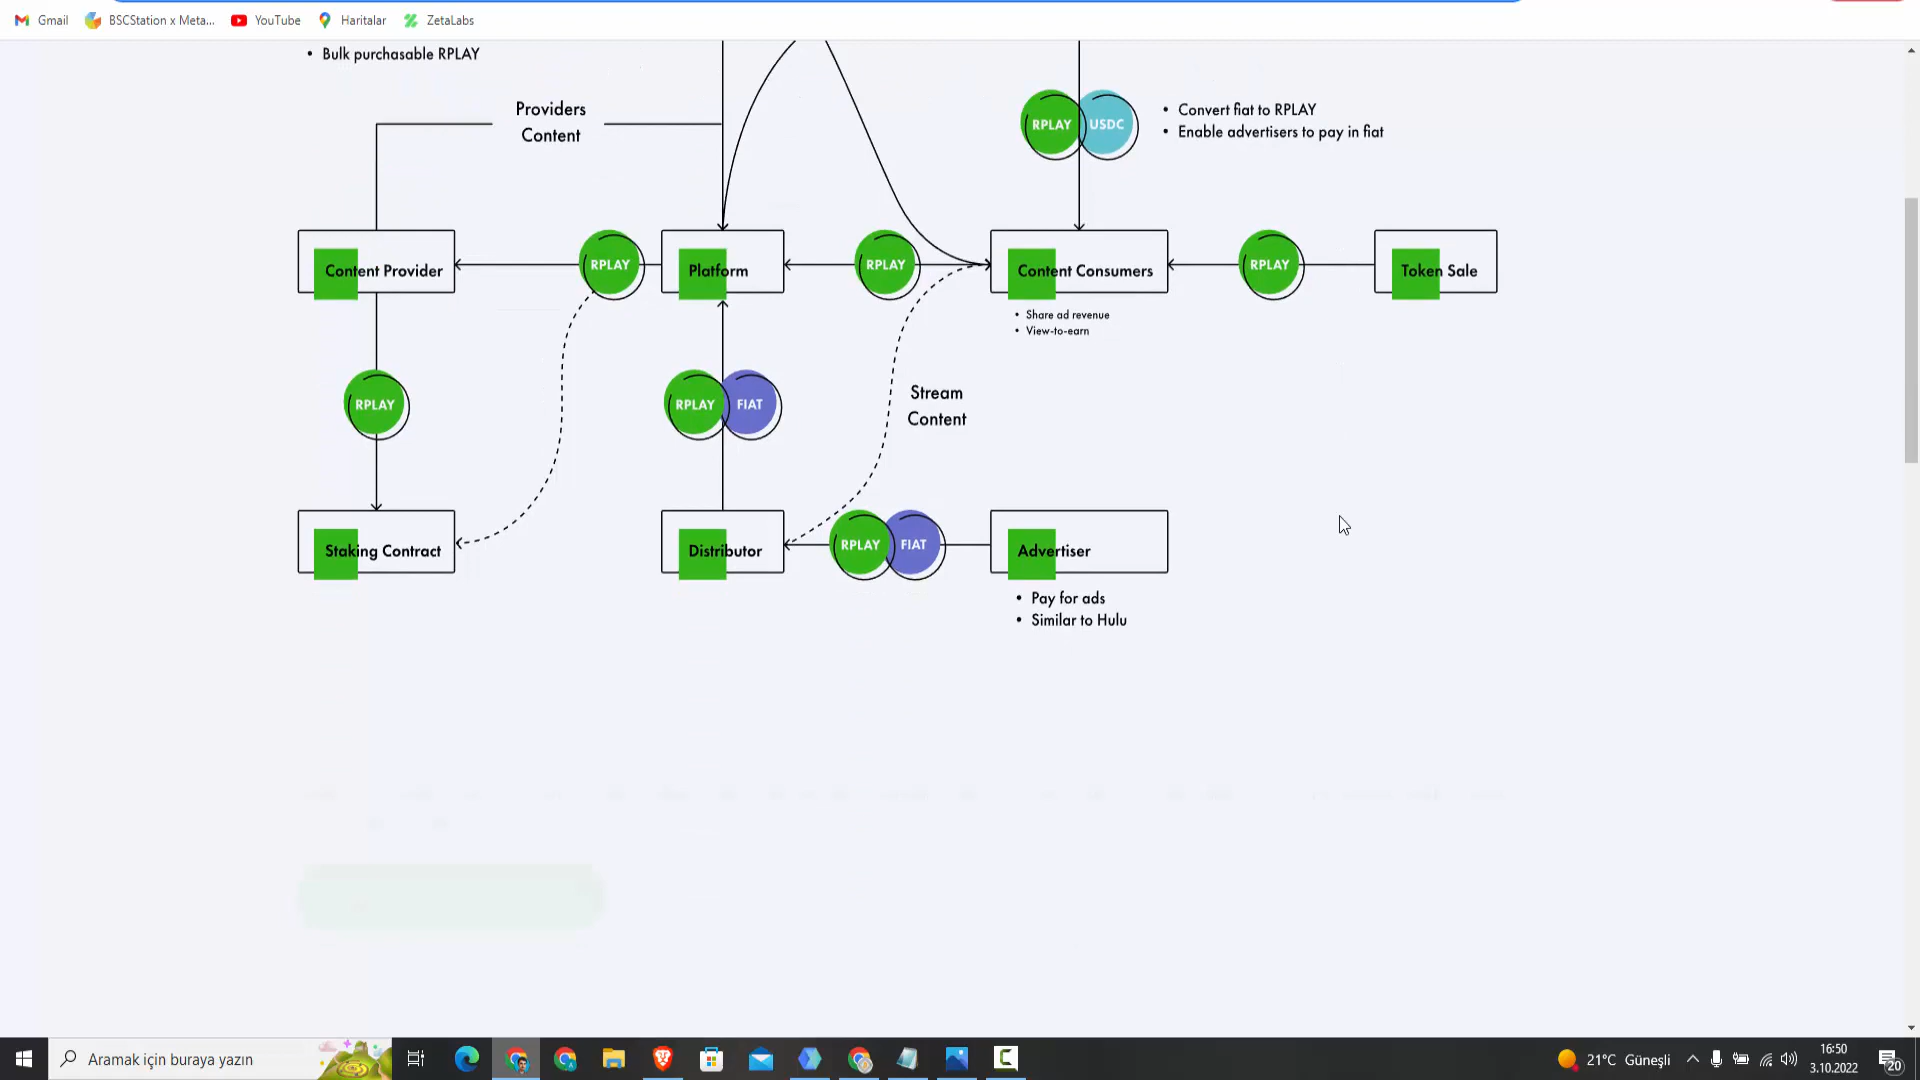 Gmail
BSCStation x Meta...
YouTube
Haritalar
ZetaLabs
• Bulk purchasable RPLAY
Providers
Content
RPLAY
USDC
• Convert fiat to RPLAY
• Enable advertisers to pay in fiat
Content Provider
RPLAY
Platform
RPLAY
Content Consumers
RPLAY
Token Sale
• Share ad revenue
• View-to-earn
RPLAY
RPLAY
FIAT
Stream
Content
Staking Contract
Distributor
RPLAY
FIAT
Advertiser
• Pay for ads
• Similar to Hulu
Aramak için buraya yazın
21°C Güneşli
16:50
3.10.2022
20